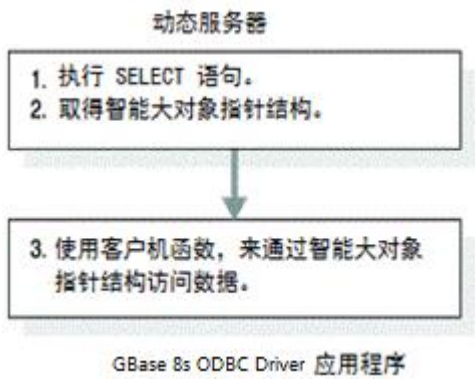 动态服务器
1. 执行 SELECT 语句。
2. 取得智能大对象指针结构。
3. 使用客户机函数，来通过智能大对象
指针结构访问数据。
GBase 8s ODBC Driver 应用程序